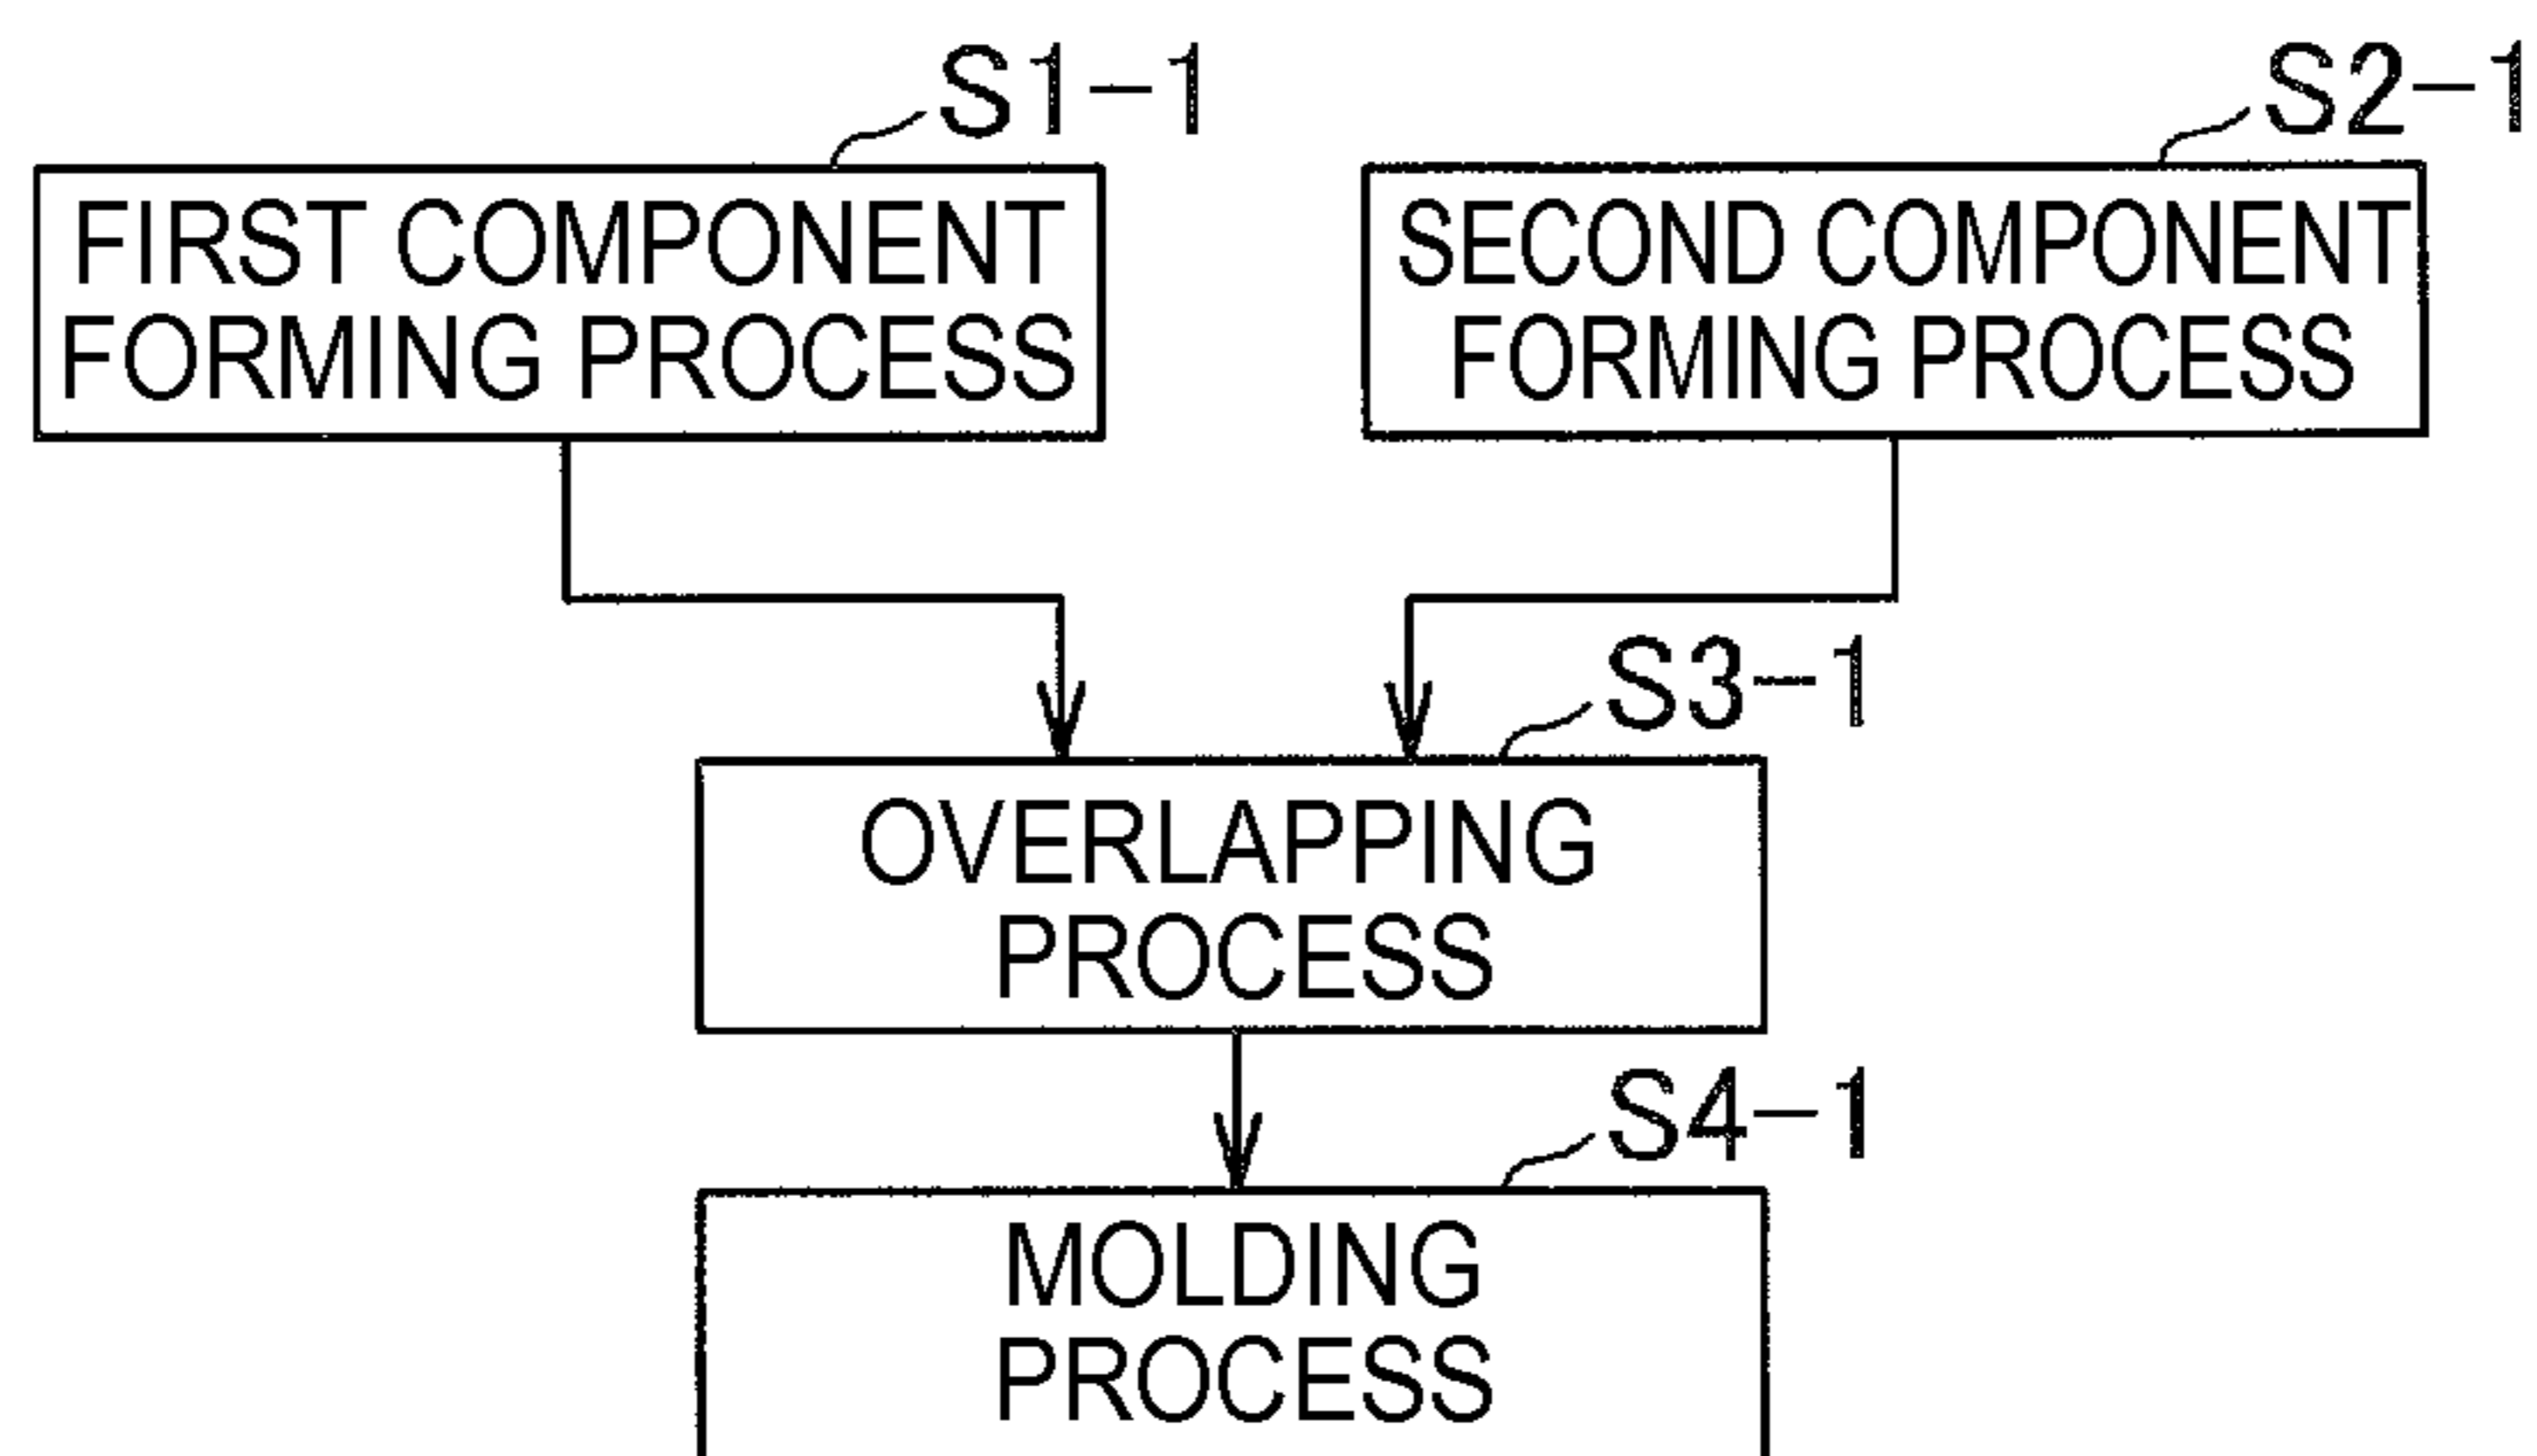 S1-1
S2-1
FIRST COMPONENT
FORMING PROCESS
SECOND COMPONENT
FORMING PROCESS
S3-1
OVERLAPPING
PROCESS
S4-1
MOLDING
PROCESS